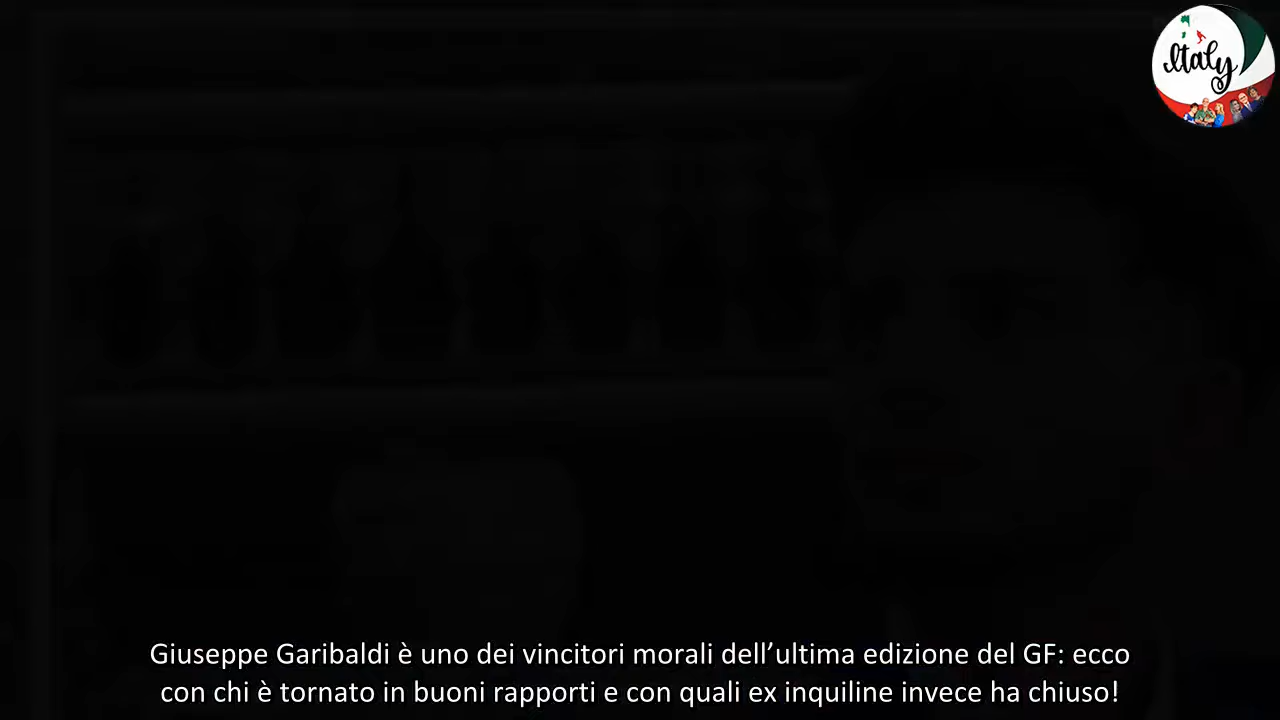 Italy
Giuseppe Garibaldi è uno dei vincitori morali dell’ultima edizione del GF: ecco
con chi è tornato in buoni rapporti e con quali ex inquiline invece ha chiuso!